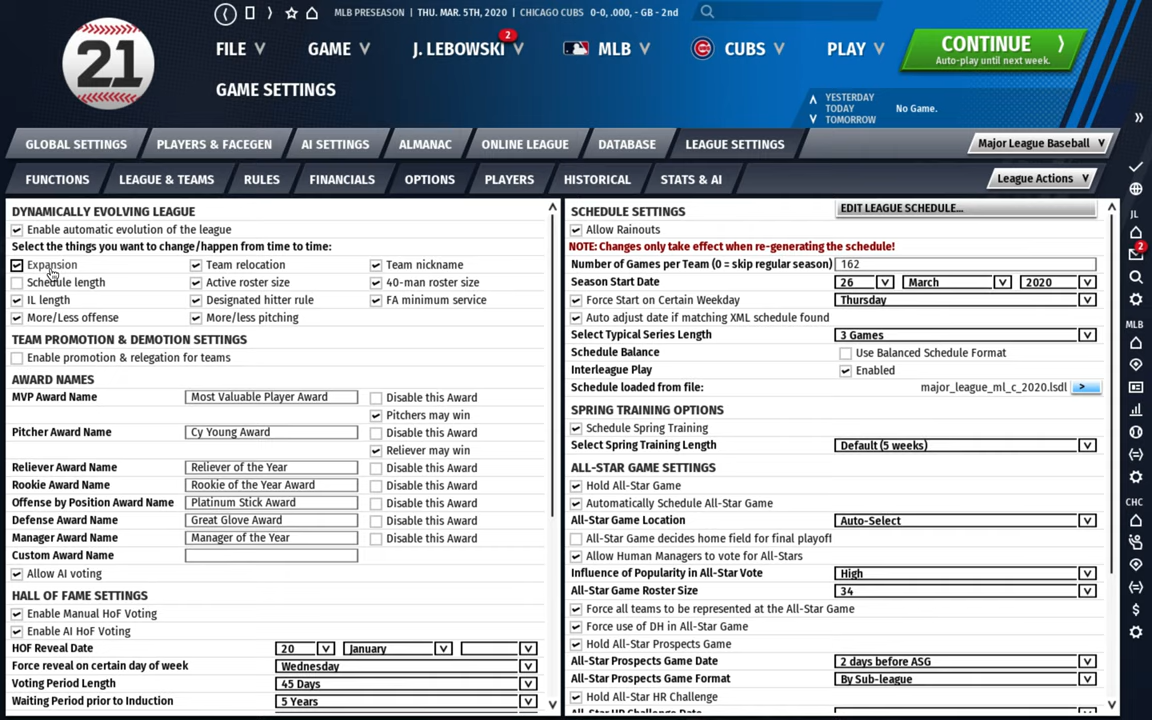 MLB PRESEASON | THU. MAR. 5TH, 2020 | CHICAGO CUBS 0-0, .000, - GB - 2nd
21
FILE GAME J. LEBOWSKI 2 MLB CUBS PLAY
CONTINUE
Auto-play until next week.
GAME SETTINGS
YESTERDAY
TODAY
TOMORROW
No Game.
GLOBAL SETTINGS PLAYERS & FACEGEN AI SETTINGS ALMANAC ONLINE LEAGUE DATABASE LEAGUE SETTINGS Major League Baseball
FUNCTIONS LEAGUE & TEAMS RULES FINANCIALS OPTIONS PLAYERS HISTORICAL STATS & AI League Actions
DYNAMICALLY EVOLVING LEAGUE
Enable automatic evolution of the league
Select the things you want to change/happen from time to time:
Expansion Team relocation Team nickname
Schedule length Active roster size 40-man roster size
IL length Designated hitter rule FA minimum service
More/Less offense More/less pitching
TEAM PROMOTION & DEMOTION SETTINGS
Enable promotion & relegation for teams
AWARD NAMES
MVP Award Name Most Valuable Player Award Disable this Award
Pitchers may win
Pitcher Award Name Cy Young Award Disable this Award
Reliever may win
Reliever Award Name Reliever of the Year Disable this Award
Rookie Award Name Rookie of the Year Award Disable this Award
Offense by Position Award Name Platinum Stick Award Disable this Award
Defense Award Name Great Glove Award Disable this Award
Manager Award Name Manager of the Year Disable this Award
Custom Award Name
Allow AI voting
HALL OF FAME SETTINGS
Enable Manual HoF Voting
Enable AI HoF Voting
HOF Reveal Date 20 January
Force reveal on certain day of week Wednesday
Voting Period Length 45 Days
Waiting Period prior to Induction 5 Years
SCHEDULE SETTINGS EDIT LEAGUE SCHEDULE...
Allow Rainouts
NOTE: Changes only take effect when re-generating the schedule!
Number of Games per Team (0 = skip regular season) 162
Season Start Date 26 March 2020
Force Start on Certain Weekday Thursday
Auto adjust date if matching XML schedule found
Select Typical Series Length 3 Games
Schedule Balance Use Balanced Schedule Format
Interleague Play Enabled
Schedule loaded from file: major_league_ml_c_2020.lsdl >
SPRING TRAINING OPTIONS
Schedule Spring Training
Select Spring Training Length Default (5 weeks)
ALL-STAR GAME SETTINGS
Hold All-Star Game
Automatically Schedule All-Star Game
All-Star Game Location Auto-Select
All-Star Game decides home field for final playoff
Allow Human Managers to vote for All-Stars
Influence of Popularity in All-Star Vote High
All-Star Game Roster Size 34
Force all teams to be represented at the All-Star Game
Force use of DH in All-Star Game
Hold All-Star Prospects Game
All-Star Prospects Game Date 2 days before ASG
All-Star Prospects Game Format By Sub-league
Hold All-Star HR Challenge
All-Star HR Challenge Date
JL
2
MLB
CHC